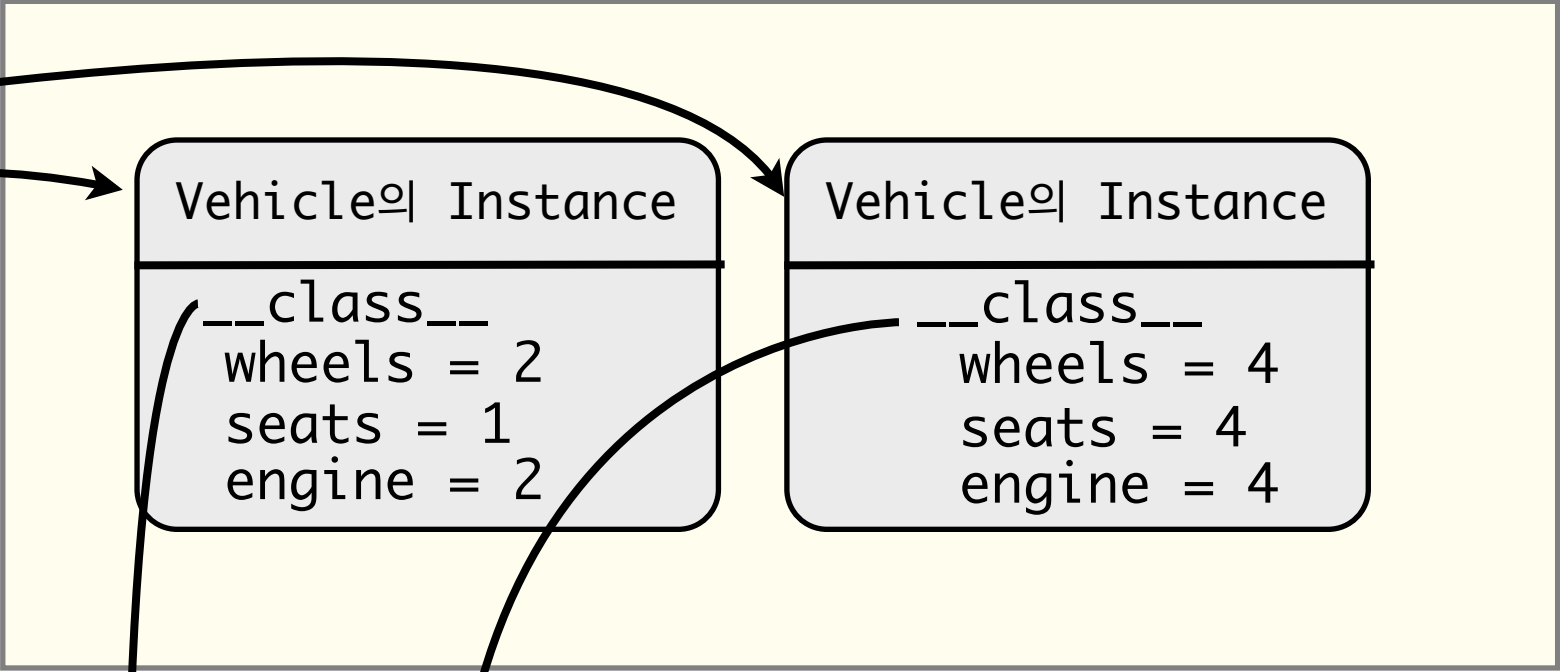 Vehicle의 Instance
__class__
wheels = 2
seats = 1
engine = 2
Vehicle의 Instance
__class__
wheels = 4
seats = 4
engine = 4